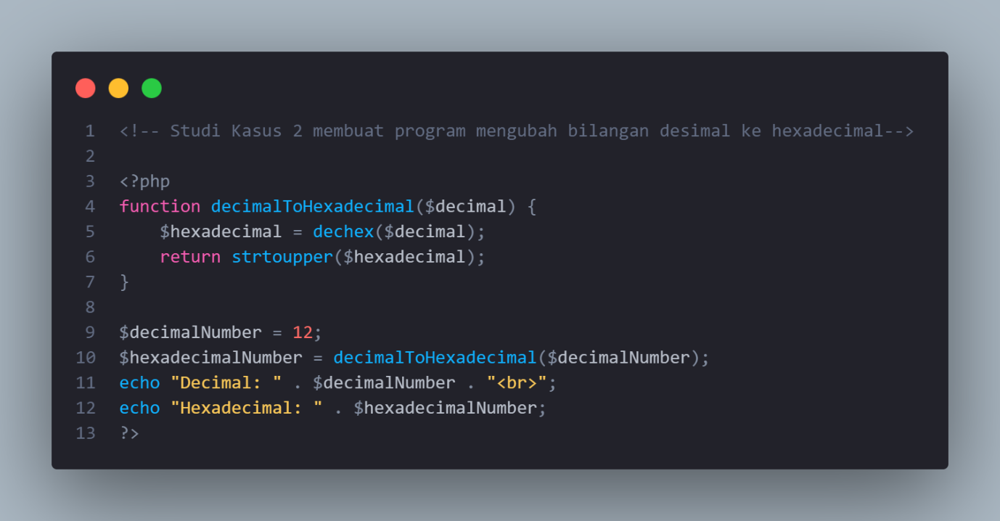 1 <!-- Studi Kasus 2 membuat program mengubah bilangan desimal ke hexadecimal-->
2
3 <?php
4 function decimalToHexadecimal($decimal) {
5     $hexadecimal = dechex($decimal);
6     return strtoupper($hexadecimal);
7 }
8
9 $decimalNumber = 12;
10 $hexadecimalNumber = decimalToHexadecimal($decimalNumber);
11 echo "Decimal: " . $decimalNumber . "<br>";
12 echo "Hexadecimal: " . $hexadecimalNumber;
13 ?>